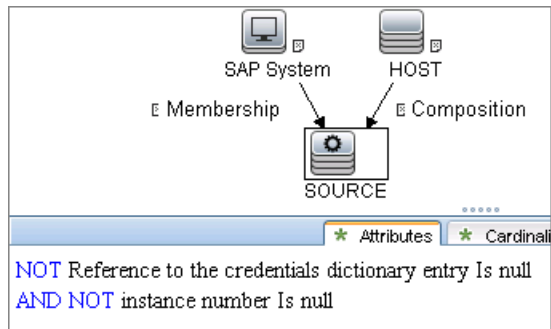 SAP System
HOST
Membership
Composition
SOURCE
Attributes
Cardinali
NOT Reference to the credentials dictionary entry Is null
AND NOT instance number Is null